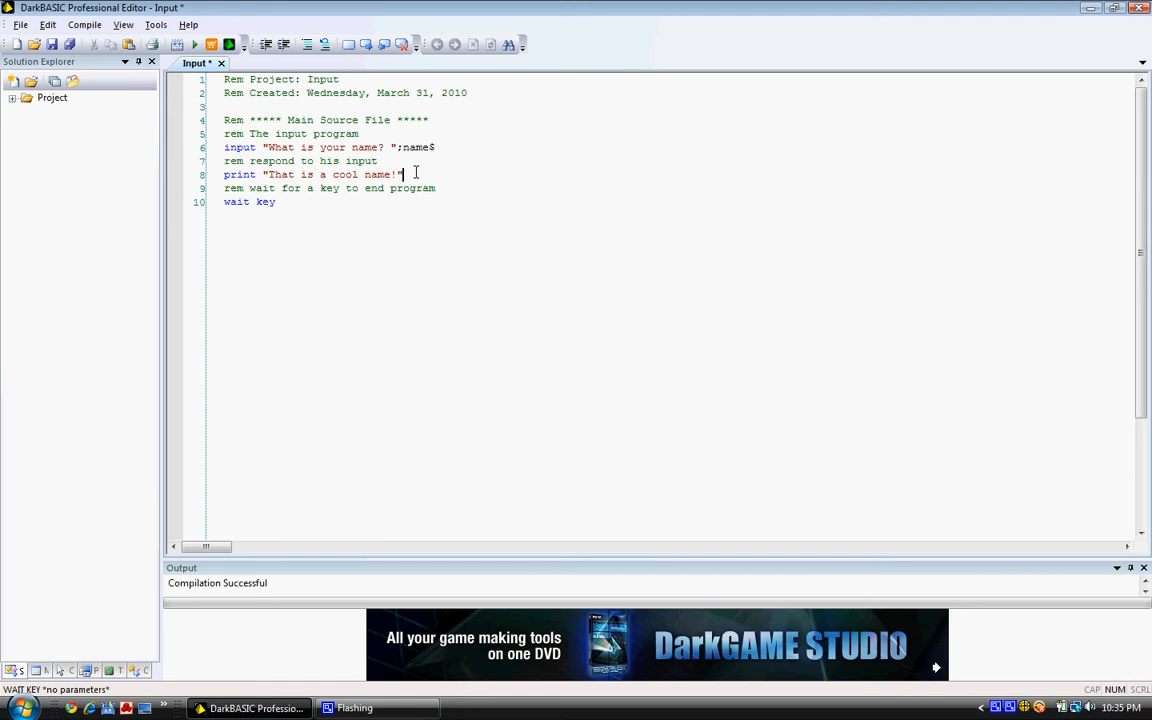 DarkBASIC Professional Editor - Input *
File Edit Compile View Tools Help
Solution Explorer
Input *
Project
1 Rem Project: Input
2 Rem Created: Wednesday, March 31, 2010
3
4 Rem ***** Main Source File *****
5 rem The input program
6 input "What is your name? ";name$
7 rem respond to his input
8 print "That is a cool name!"
9 rem wait for a key to end program
10 wait key
Output
Compilation Successful
All your game making tools
on one DVD
DarkGAME STUDIO
S P T C
WAIT KEY *no parameters*
CAP NUM SCRL
DarkBASIC Professio...
Flashing
10:35 PM